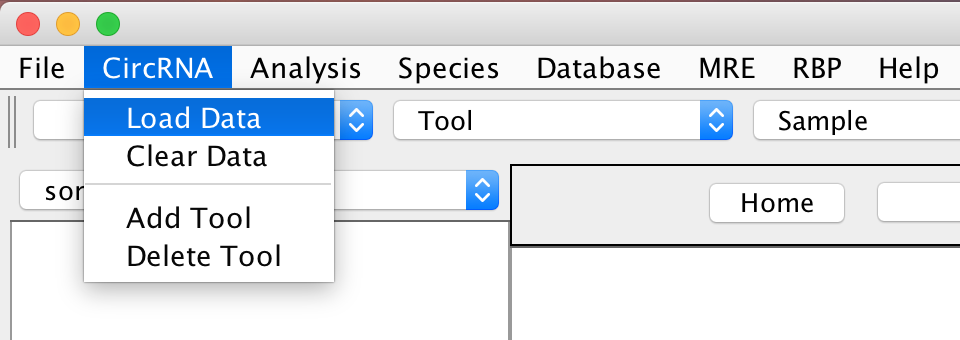 File CircRNA Analysis Species Database MRE RBP Help
Load Data
Tool
Sample
Clear Data
Add Tool
Home
Delete Tool